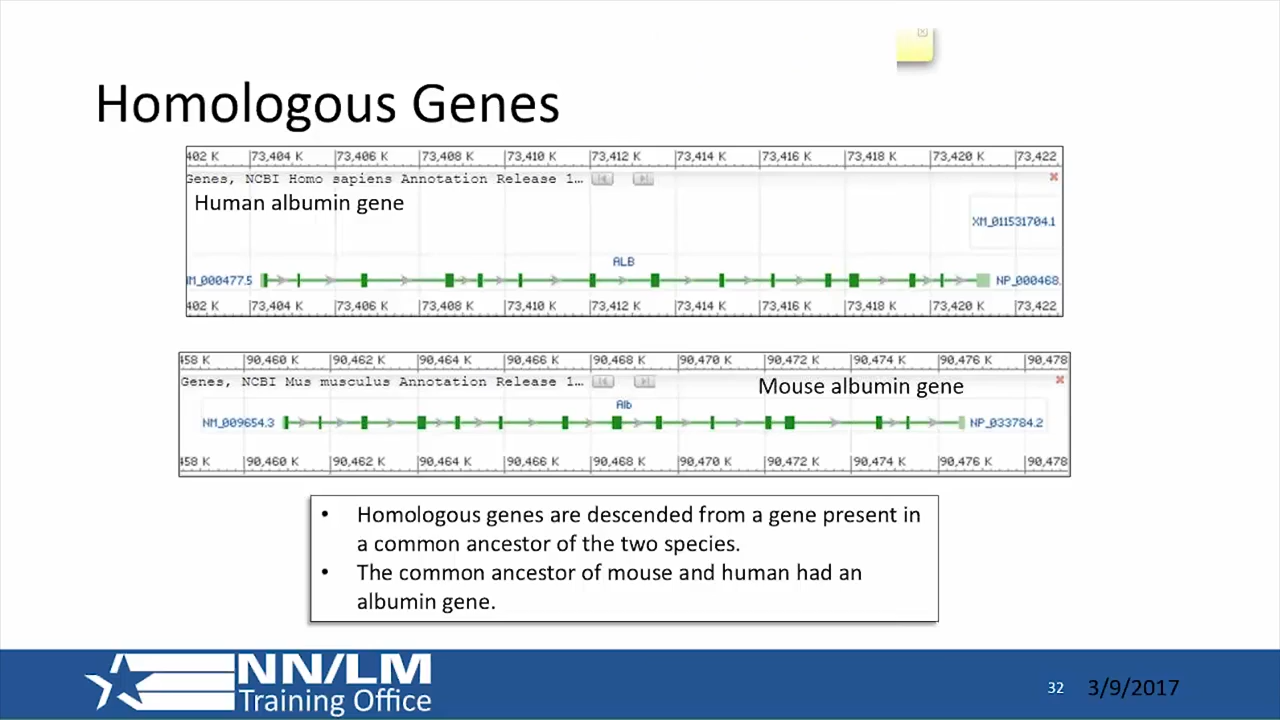 Homologous Genes
402 K 73,404 K 73,406 K 73,408 K 73,410 K 73,412 K 73,414 K 73,416 K 73,418 K 73,420 K 73,422
Genes, NCBI Homo sapiens Annotation Release 1...
Human albumin gene
XM_011531704.1
ALB
M_000477.5 NP_000468.
402 K 73,404 K 73,406 K 73,408 K 73,410 K 73,412 K 73,414 K 73,416 K 73,418 K 73,420 K 73,422
458 K 90,460 K 90,462 K 90,464 K 90,466 K 90,468 K 90,470 K 90,472 K 90,474 K 90,476 K 90,478
Genes, NCBI Mus musculus Annotation Release 1...
Mouse albumin gene
Alb
NM_009654.3 NP_033784.2
458 K 90,460 K 90,462 K 90,464 K 90,466 K 90,468 K 90,470 K 90,472 K 90,474 K 90,476 K 90,478
• Homologous genes are descended from a gene present in
a common ancestor of the two species.
• The common ancestor of mouse and human had an
albumin gene.
NN/LM
Training Office
32 3/9/2017